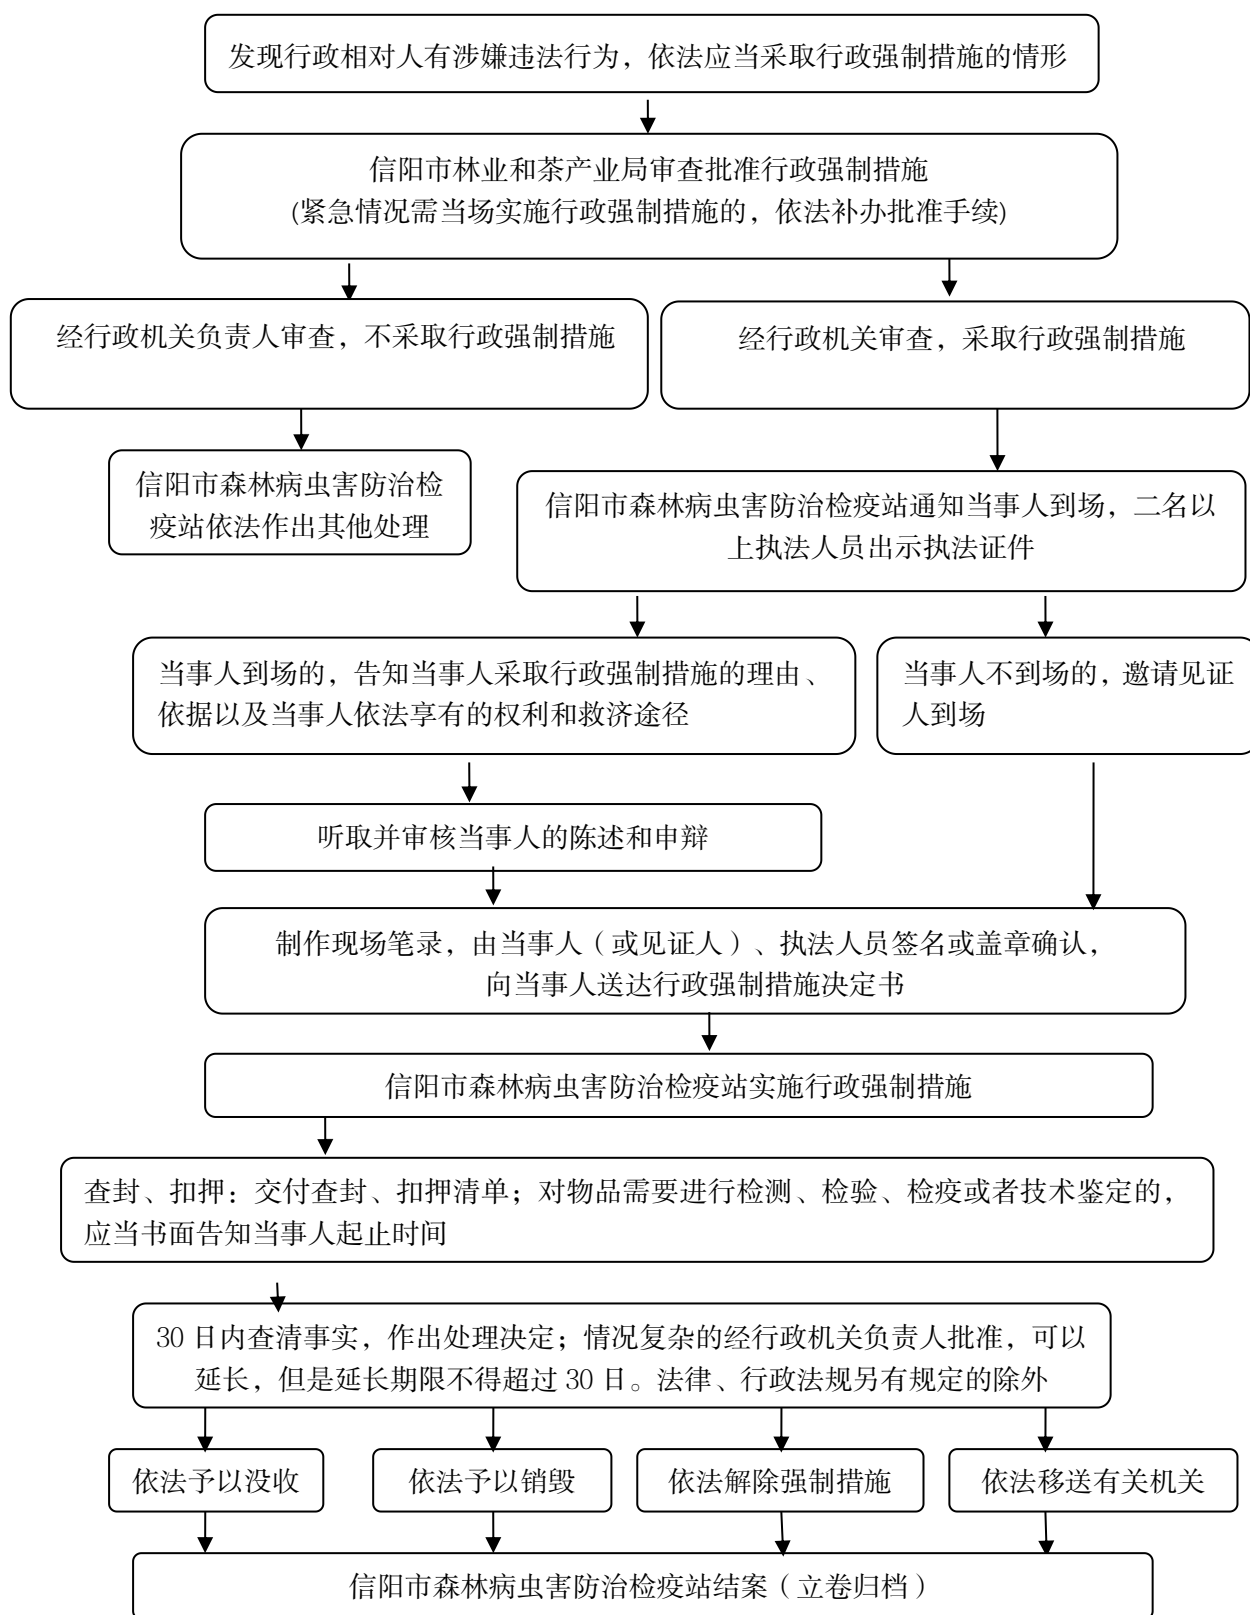 发现行政相对人有涉嫌违法行为，依法应当采取行政强制措施的情形
信阳市林业和茶产业局审查批准行政强制措施
(紧急情况需当场实施行政强制措施的，依法补办批准手续)
经行政机关负责人审查，不采取行政强制措施
经行政机关审查，采取行政强制措施
信阳市森林病虫害防治检
疫站依法作出其他处理
信阳市森林病虫害防治检疫站通知当事人到场，二名以
上执法人员出示执法证件
当事人到场的，告知当事人采取行政强制措施的理由、
依据以及当事人依法享有的权利和救济途径
当事人不到场的，邀请见证
人到场
听取并审核当事人的陈述和申辩
制作现场笔录，由当事人（或见证人）、执法人员签名或盖章确认，
向当事人送达行政强制措施决定书
信阳市森林病虫害防治检疫站实施行政强制措施
查封、扣押：交付查封、扣押清单；对物品需要进行检测、检验、检疫或者技术鉴定的，
应当书面告知当事人起止时间
30 日内查清事实，作出处理决定；情况复杂的经行政机关负责人批准，可以
延长，但是延长期限不得超过 30 日。法律、行政法规另有规定的除外
依法予以没收
依法予以销毁
依法解除强制措施
依法移送有关机关
信阳市森林病虫害防治检疫站结案（立卷归档）